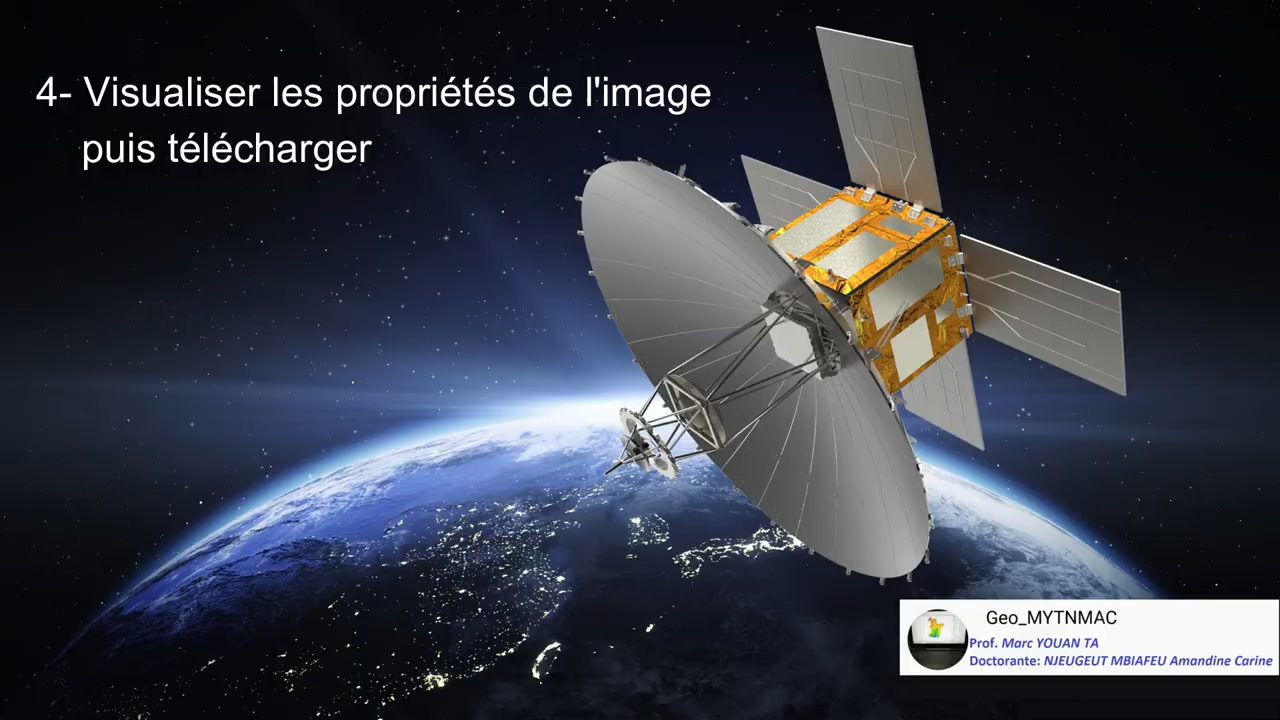 4- Visualiser les propriétés de l'image
puis télécharger
Geo_MYTNMAC
Prof. Marc YOUAN TA
Doctorante: NJEUGEUT MBIAFEU Amandine Carine